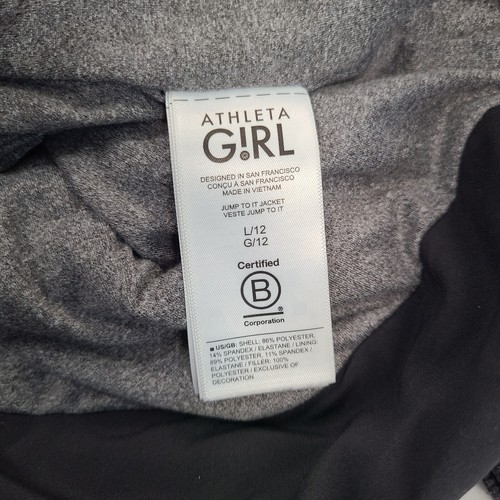 ATHLETA
G!RL
DESIGNED IN SAN FRANCISCO
CONÇU À SAN FRANCISCO
MADE IN VIETNAM
JUMP TO IT JACKET
VESTE JUMP TO IT
L/12
G/12
Certified
B
Corporation
■ US/GB: SHELL: 86% POLYESTER,
14% SPANDEX / ELASTANE / LINING:
89% POLYESTER, 11% SPANDEX /
ELASTANE / FILLER: 100%
POLYESTER / EXCLUSIVE OF
DECORATION